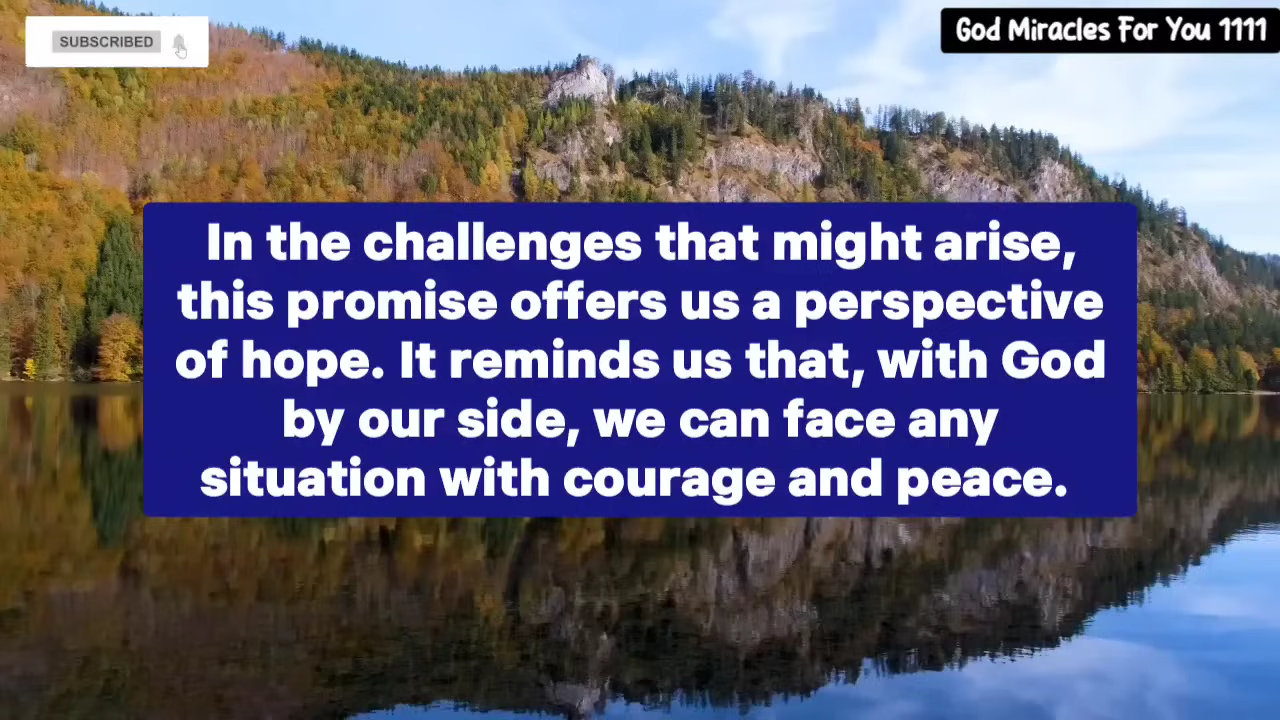 SUBSCRIBED
God Miracles For You 1111
In the challenges that might arise,
this promise offers us a perspective
of hope. It reminds us that, with God
by our side, we can face any
situation with courage and peace.